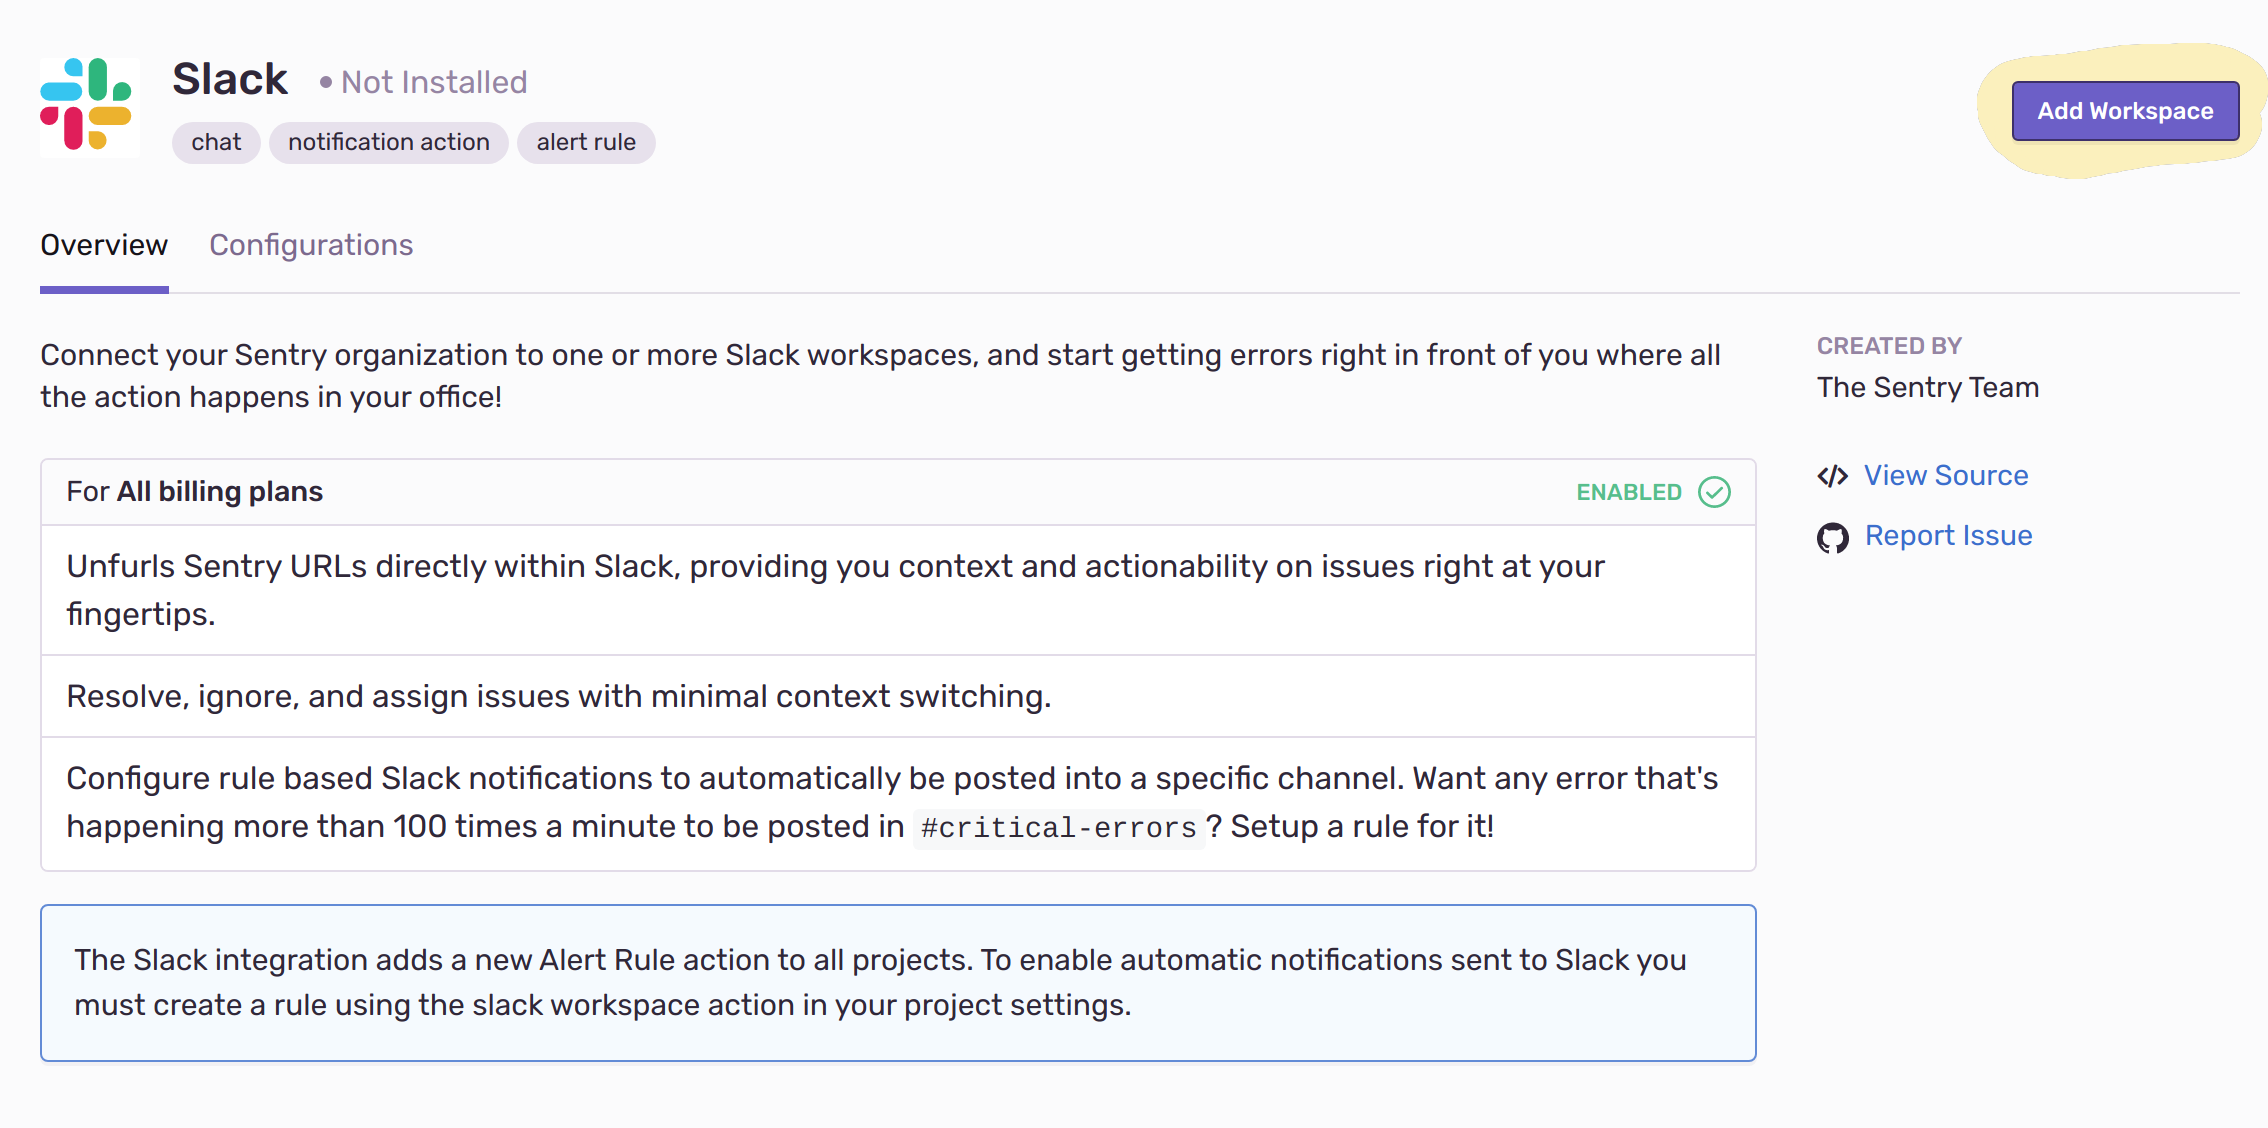 Slack • Not Installed
chat notification action alert rule
Add Workspace
Overview Configurations
Connect your Sentry organization to one or more Slack workspaces, and start getting errors right in front of you where all
the action happens in your office!
For All billing plans ENABLED
Unfurls Sentry URLs directly within Slack, providing you context and actionability on issues right at your
fingertips.
Resolve, ignore, and assign issues with minimal context switching.
Configure rule based Slack notifications to automatically be posted into a specific channel. Want any error that's
happening more than 100 times a minute to be posted in #critical-errors? Setup a rule for it!
The Slack integration adds a new Alert Rule action to all projects. To enable automatic notifications sent to Slack you
must create a rule using the slack workspace action in your project settings.
CREATED BY
The Sentry Team
View Source
Report Issue